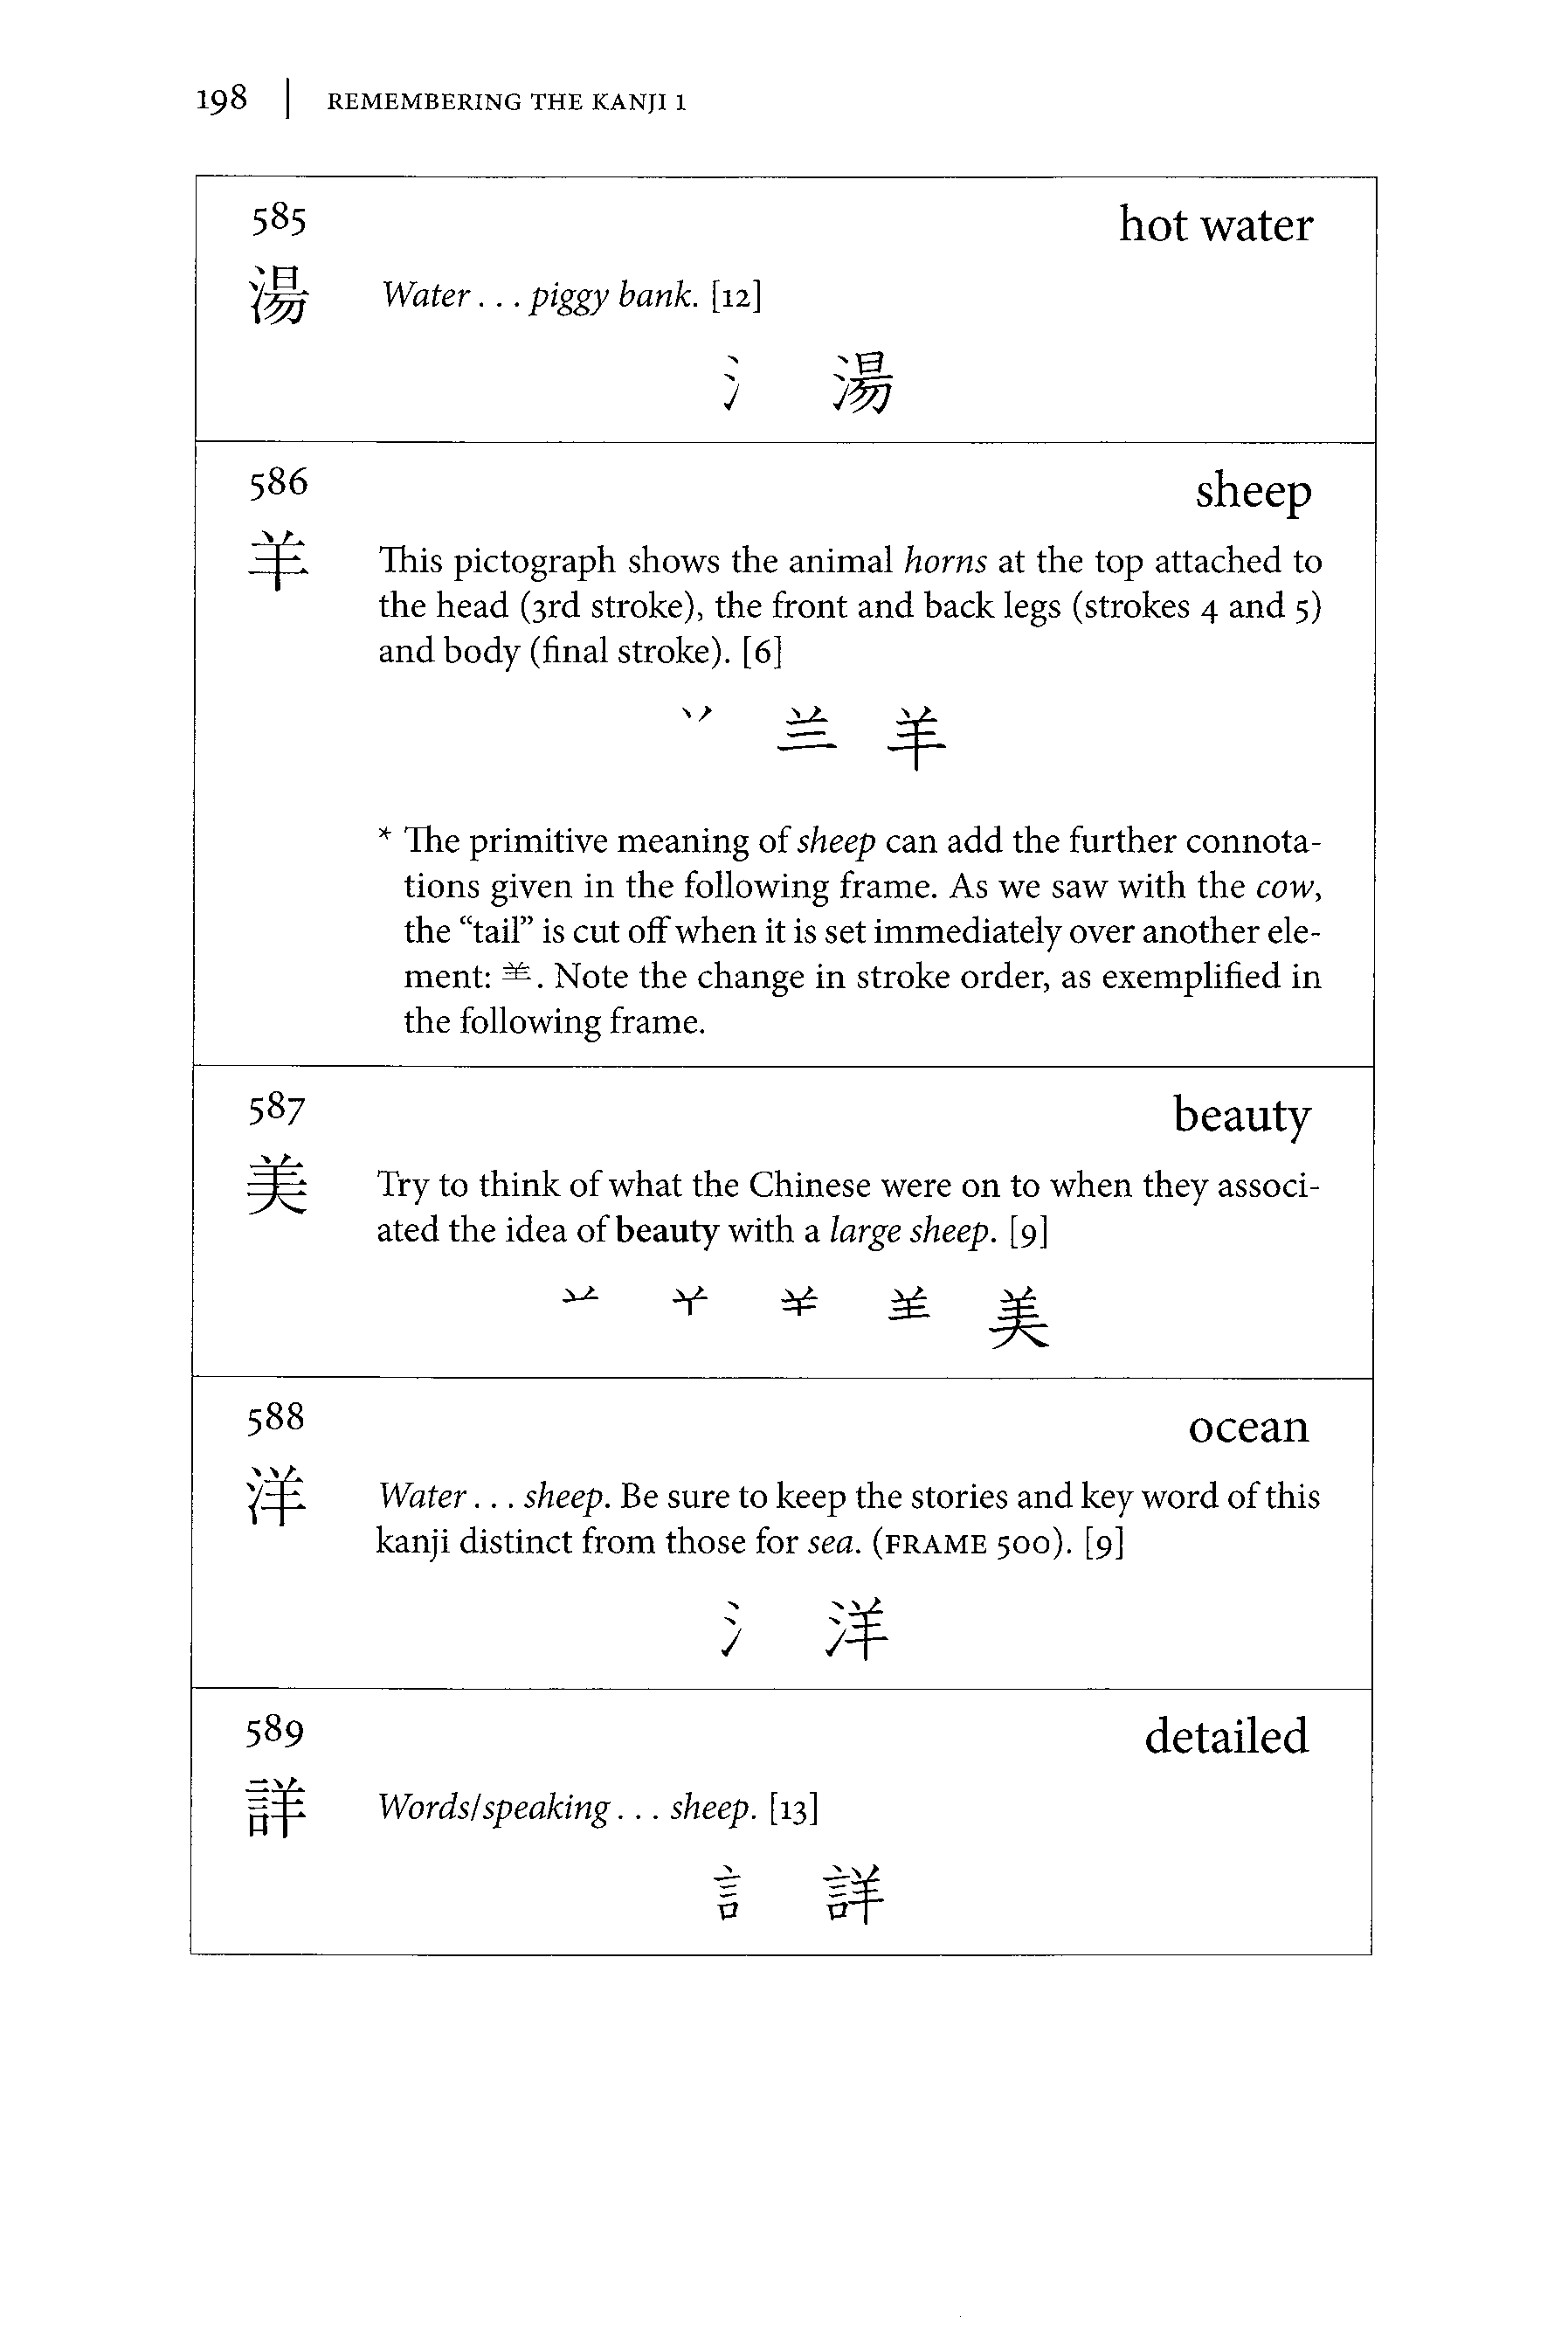 198 | REMEMBERING THE KANJI 1
585
hot water
湯
Water . . . piggy bank. [12]
氵 湯
586
sheep
羊
This pictograph shows the animal horns at the top attached to
the head (3rd stroke), the front and back legs (strokes 4 and 5)
and body (final stroke). [6]
丷 兰 羊
* The primitive meaning of sheep can add the further connota-
tions given in the following frame. As we saw with the cow,
the “tail” is cut off when it is set immediately over another ele-
ment: ⺷. Note the change in stroke order, as exemplified in
the following frame.
587
beauty
美
Try to think of what the Chinese were on to when they associ-
ated the idea of beauty with a large sheep. [9]
䒑 ⺷ 美
588
ocean
洋
Water . . . sheep. Be sure to keep the stories and key word of this
kanji distinct from those for sea. (FRAME 500). [9]
氵 洋
589
detailed
詳
Words/speaking . . . sheep. [13]
言 詳